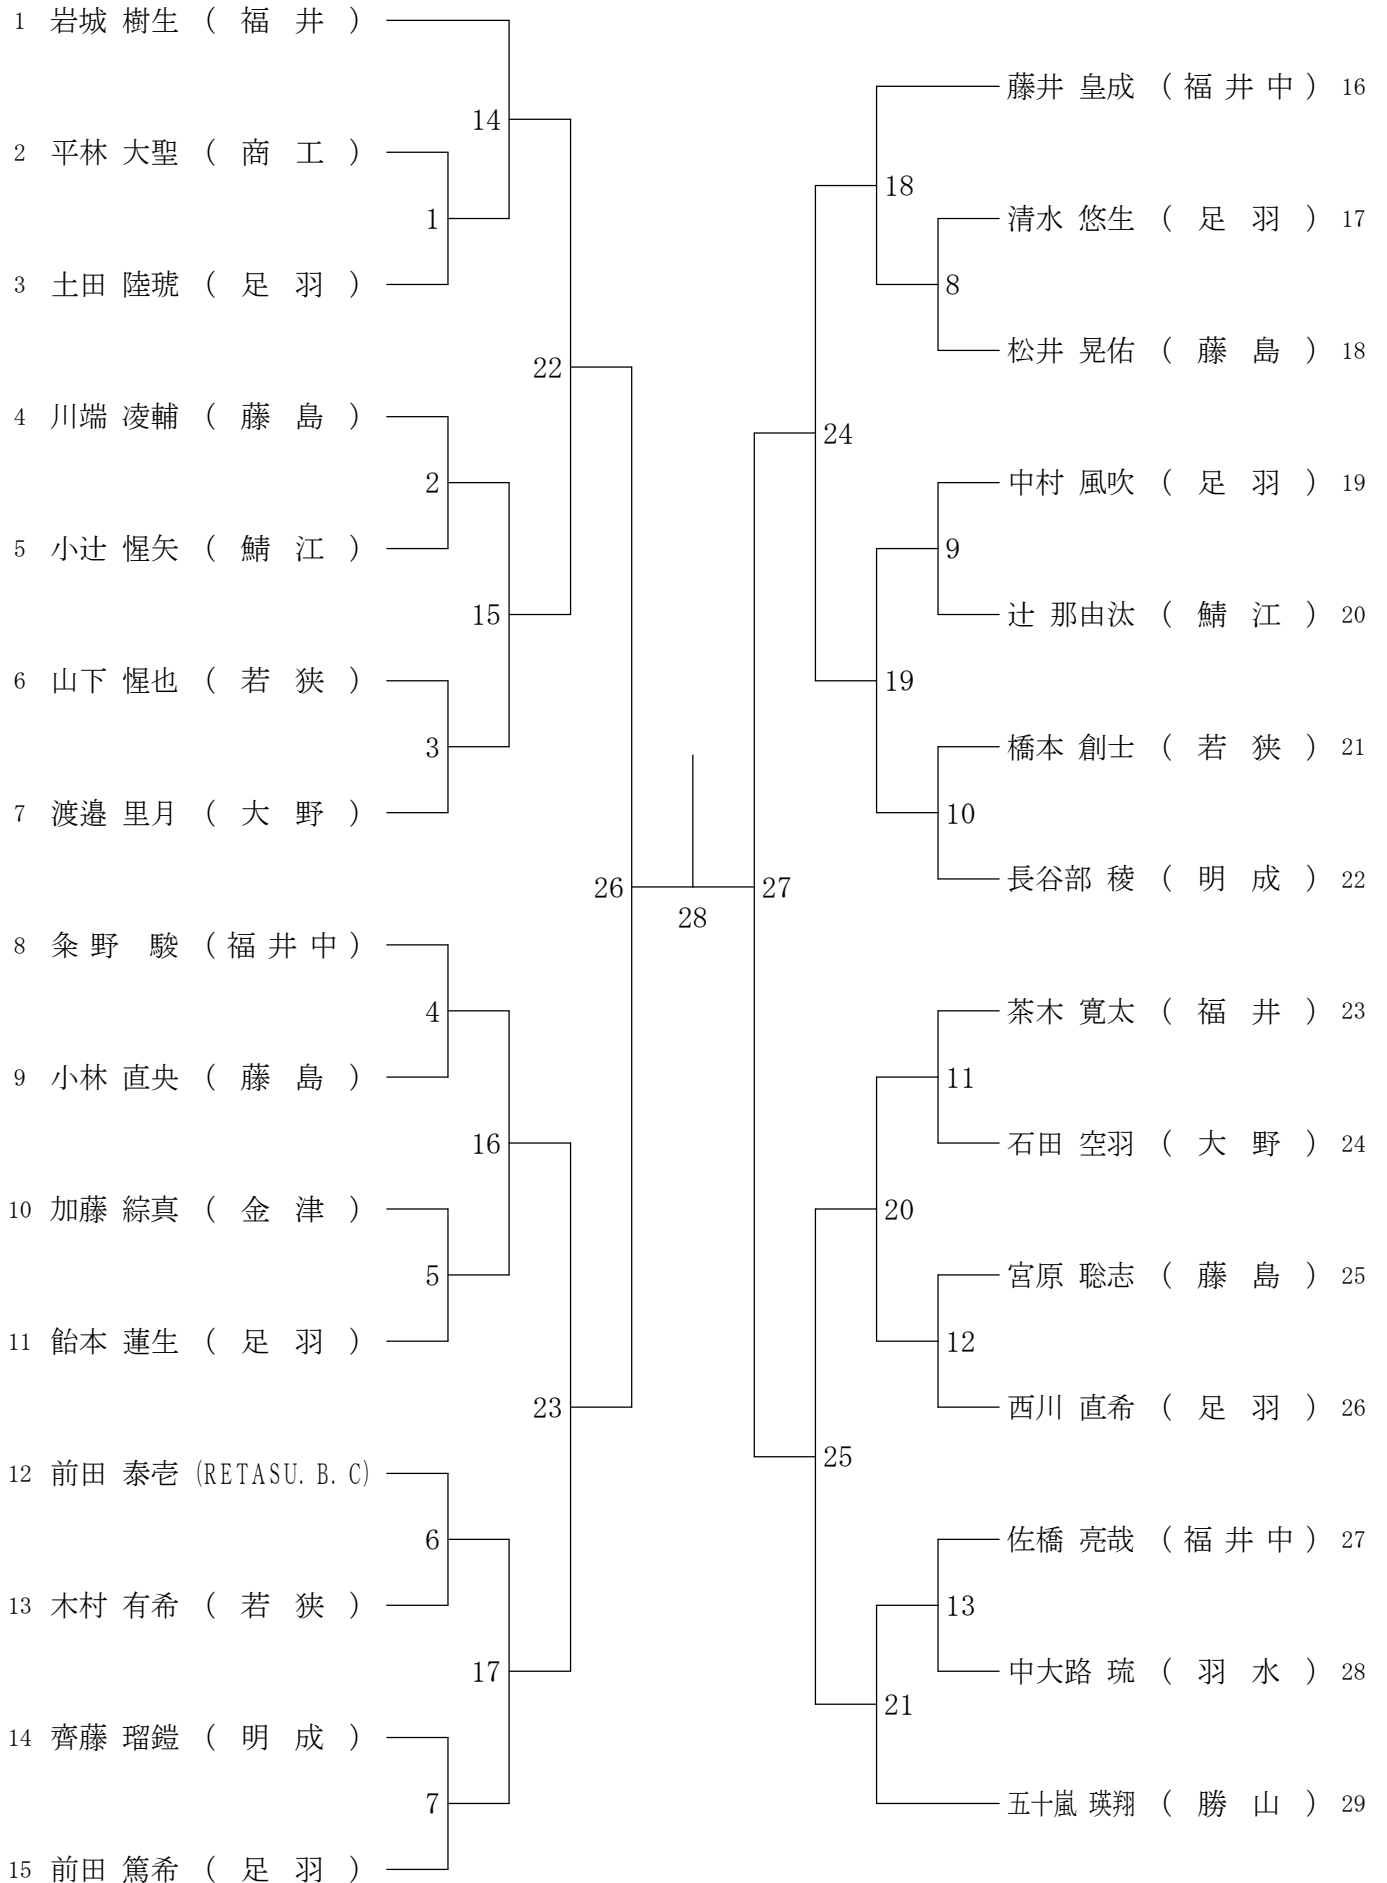 1 岩城 樹生 ( 福 井 )
2 平林 大聖 ( 商 工 )
3 土田 陸琥 ( 足 羽 )
4 川端 凌輔 ( 藤 島 )
5 小辻 惺矢 ( 鯖 江 )
6 山下 惺也 ( 若 狭 )
7 渡邉 里月 ( 大 野 )
8 粂野 駿 ( 福 井 中 )
9 小林 直央 ( 藤 島 )
10 加藤 綜真 ( 金 津 )
11 飴本 蓮生 ( 足 羽 )
12 前田 泰壱 (RETASU. B. C)
13 木村 有希 ( 若 狭 )
14 齊藤 瑠鎧 ( 明 成 )
15 前田 篤希 ( 足 羽 )
1
2
3
4
5
6
7
14
15
16
17
22
23
26
28
27
24
25
18
19
20
21
8
9
10
11
12
13
藤井 皇成 ( 福 井 中 ) 16
清水 悠生 ( 足 羽 ) 17
松井 晃佑 ( 藤 島 ) 18
中村 風吹 ( 足 羽 ) 19
辻 那由汰 ( 鯖 江 ) 20
橋本 創士 ( 若 狭 ) 21
長谷部 稜 ( 明 成 ) 22
茶木 寛太 ( 福 井 ) 23
石田 空羽 ( 大 野 ) 24
宮原 聡志 ( 藤 島 ) 25
西川 直希 ( 足 羽 ) 26
佐橋 亮哉 ( 福 井 中 ) 27
中大路 琉 ( 羽 水 ) 28
五十嵐 瑛翔 ( 勝 山 ) 29